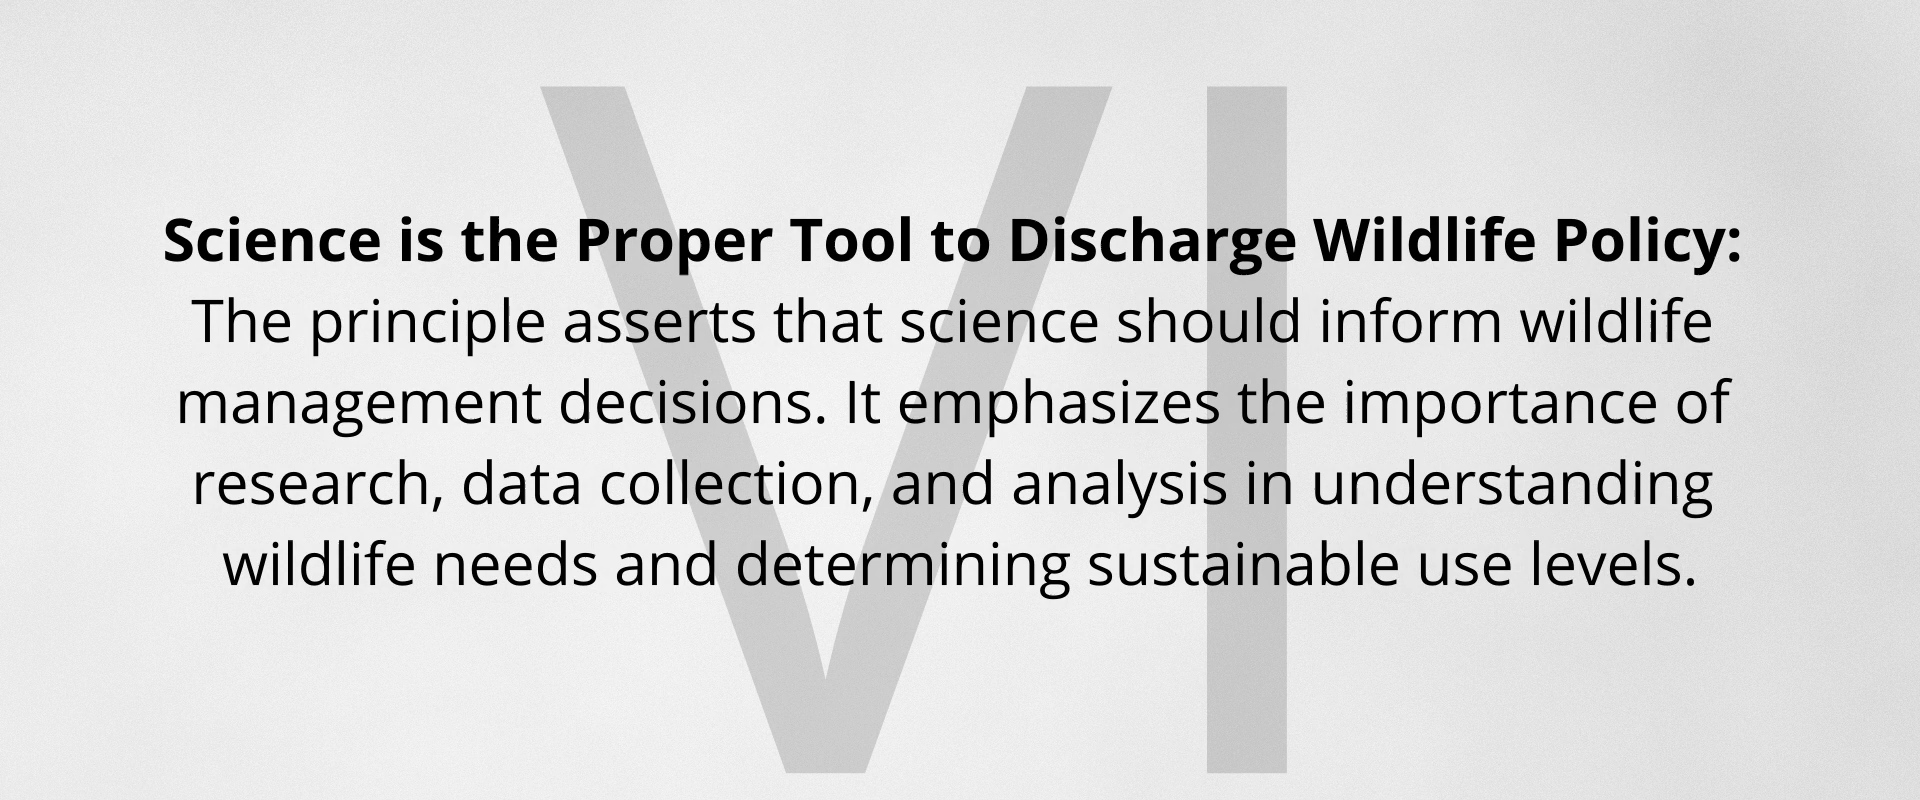 VI
Science is the Proper Tool to Discharge Wildlife Policy:
The principle asserts that science should inform wildlife
management decisions. It emphasizes the importance of
research, data collection, and analysis in understanding
wildlife needs and determining sustainable use levels.